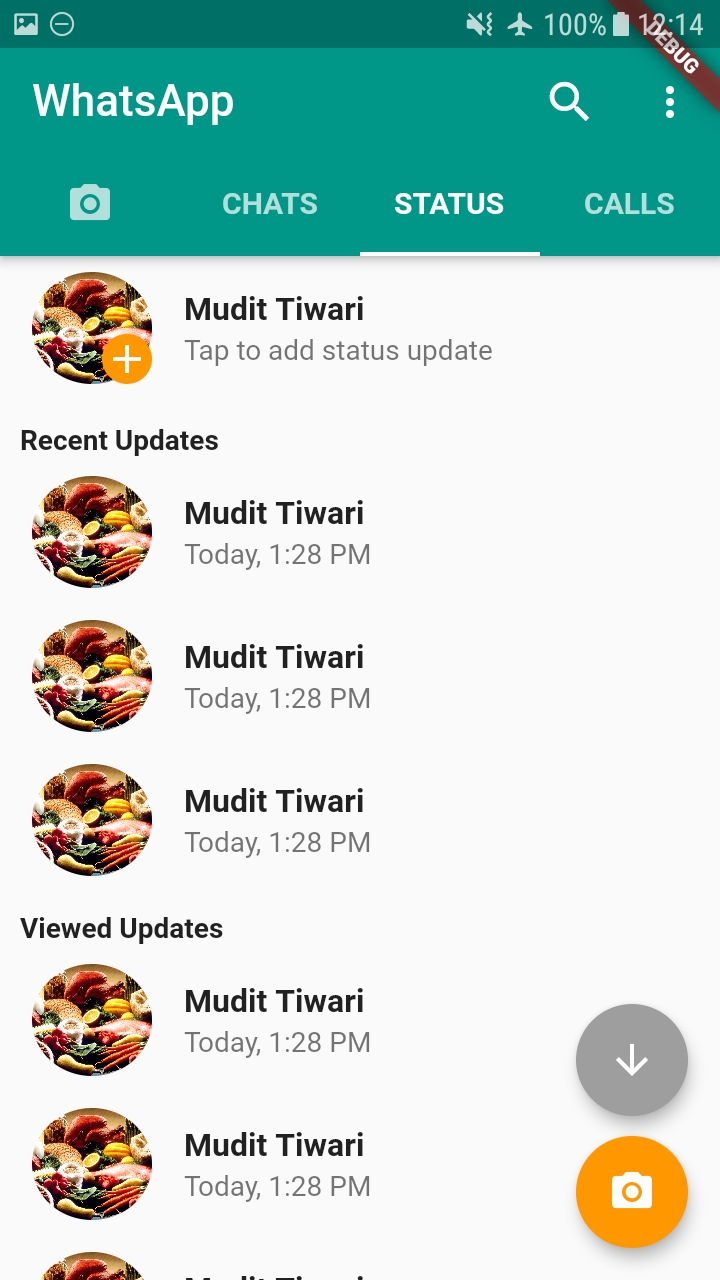 100% 12:14
DEBUG
WhatsApp
CHATS STATUS CALLS
Mudit Tiwari
Tap to add status update
Recent Updates
Mudit Tiwari
Today, 1:28 PM
Mudit Tiwari
Today, 1:28 PM
Mudit Tiwari
Today, 1:28 PM
Viewed Updates
Mudit Tiwari
Today, 1:28 PM
Mudit Tiwari
Today, 1:28 PM